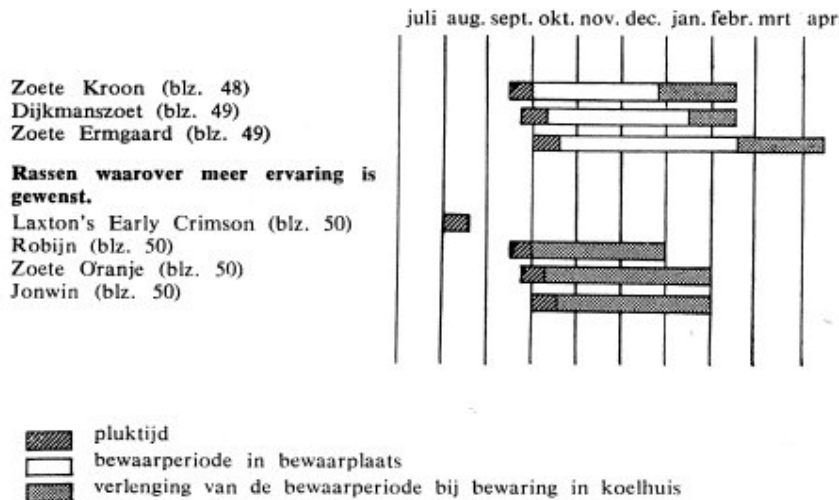 juli aug. sept. okt. nov. dec. jan. febr. mrt apr
Zoete Kroon (blz. 48)
Dijkmanszoet (blz. 49)
Zoete Ermgaard (blz. 49)
Rassen waarover meer ervaring is
gewenst.
Laxton's Early Crimson (blz. 50)
Robijn (blz. 50)
Zoete Oranje (blz. 50)
Jonwin (blz. 50)
pluktijd
bewaarperiode in bewaarplaats
verlenging van de bewaarperiode bij bewaring in koelhuis